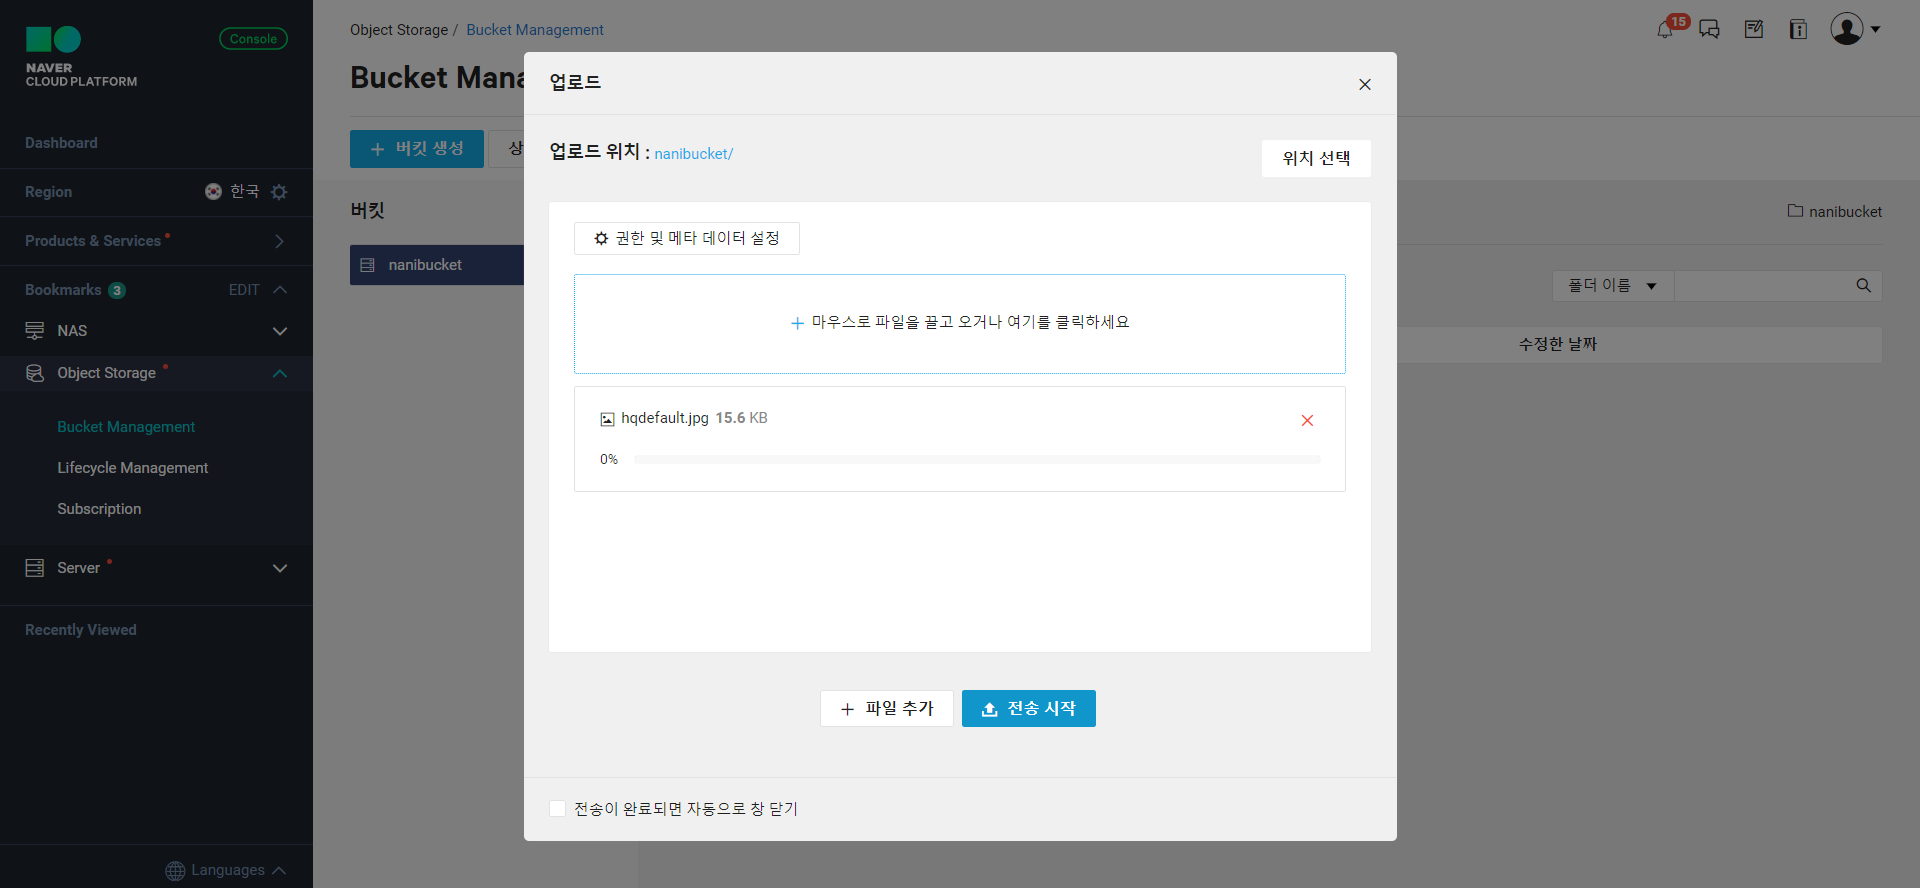 NAVER
CLOUD PLATFORM
Console
Dashboard
Region 한국
Products & Services
Bookmarks 3 EDIT
NAS
Object Storage
Bucket Management
Lifecycle Management
Subscription
Server
Recently Viewed
Languages
Object Storage / Bucket Management
15
Bucket Mana
+ 버킷 생성
상
버킷
nanibucket
nanibucket
폴더 이름
수정한 날짜
업로드
업로드 위치 : nanibucket/
위치 선택
권한 및 메타 데이터 설정
+ 마우스로 파일을 끌고 오거나 여기를 클릭하세요
hqdefault.jpg 15.6 KB
0%
+ 파일 추가
전송 시작
전송이 완료되면 자동으로 창 닫기